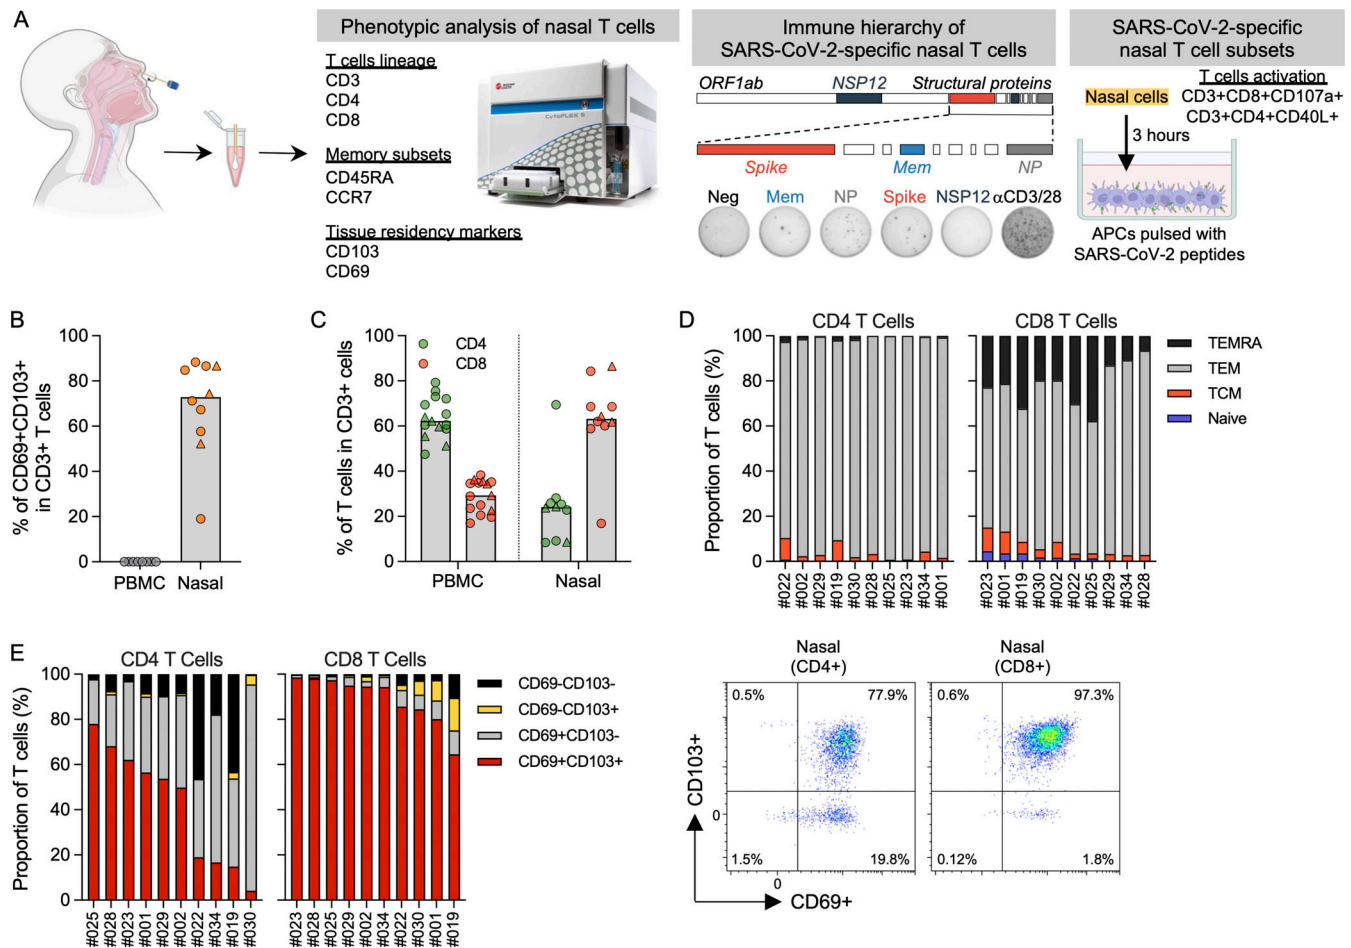 A
Phenotypic analysis of nasal T cells
T cells lineage
CD3
CD4
CD8
Memory subsets
CD45RA
CCR7
Tissue residency markers
CD103
CD69
CytoFLEX S
Immune hierarchy of
SARS-CoV-2-specific nasal T cells
ORF1ab NSP12 Structural proteins
Spike Mem NP
Neg Mem NP Spike NSP12 αCD3/28
SARS-CoV-2-specific
nasal T cell subsets
T cells activation
Nasal cells CD3+CD8+CD107a+
CD3+CD4+CD40L+
3 hours
APCs pulsed with
SARS-CoV-2 peptides
B
% of CD69+CD103+
in CD3+ T cells
100
80
60
40
20
0
PBMC Nasal
C
% of T cells in CD3+ cells
100
80
60
40
20
0
CD4
CD8
PBMC Nasal
D
Proportion of T cells (%)
100
80
60
40
20
0
CD4 T Cells
#022 #002 #029 #019 #030 #028 #025 #023 #034 #001
CD8 T Cells
#023 #001 #019 #030 #002 #022 #025 #029 #034 #028
TEMRA
TEM
TCM
Naive
E
Proportion of T cells (%)
100
80
60
40
20
0
CD4 T Cells
#025 #028 #023 #001 #029 #002 #022 #034 #019 #030
CD8 T Cells
#023 #028 #025 #029 #002 #034 #022 #030 #001 #019
CD69-CD103-
CD69-CD103+
CD69+CD103-
CD69+CD103+
Nasal
(CD4+)
0.5% 77.9%
1.5% 19.8%
Nasal
(CD8+)
0.6% 97.3%
0.12% 1.8%
CD103+
0
0
CD69+